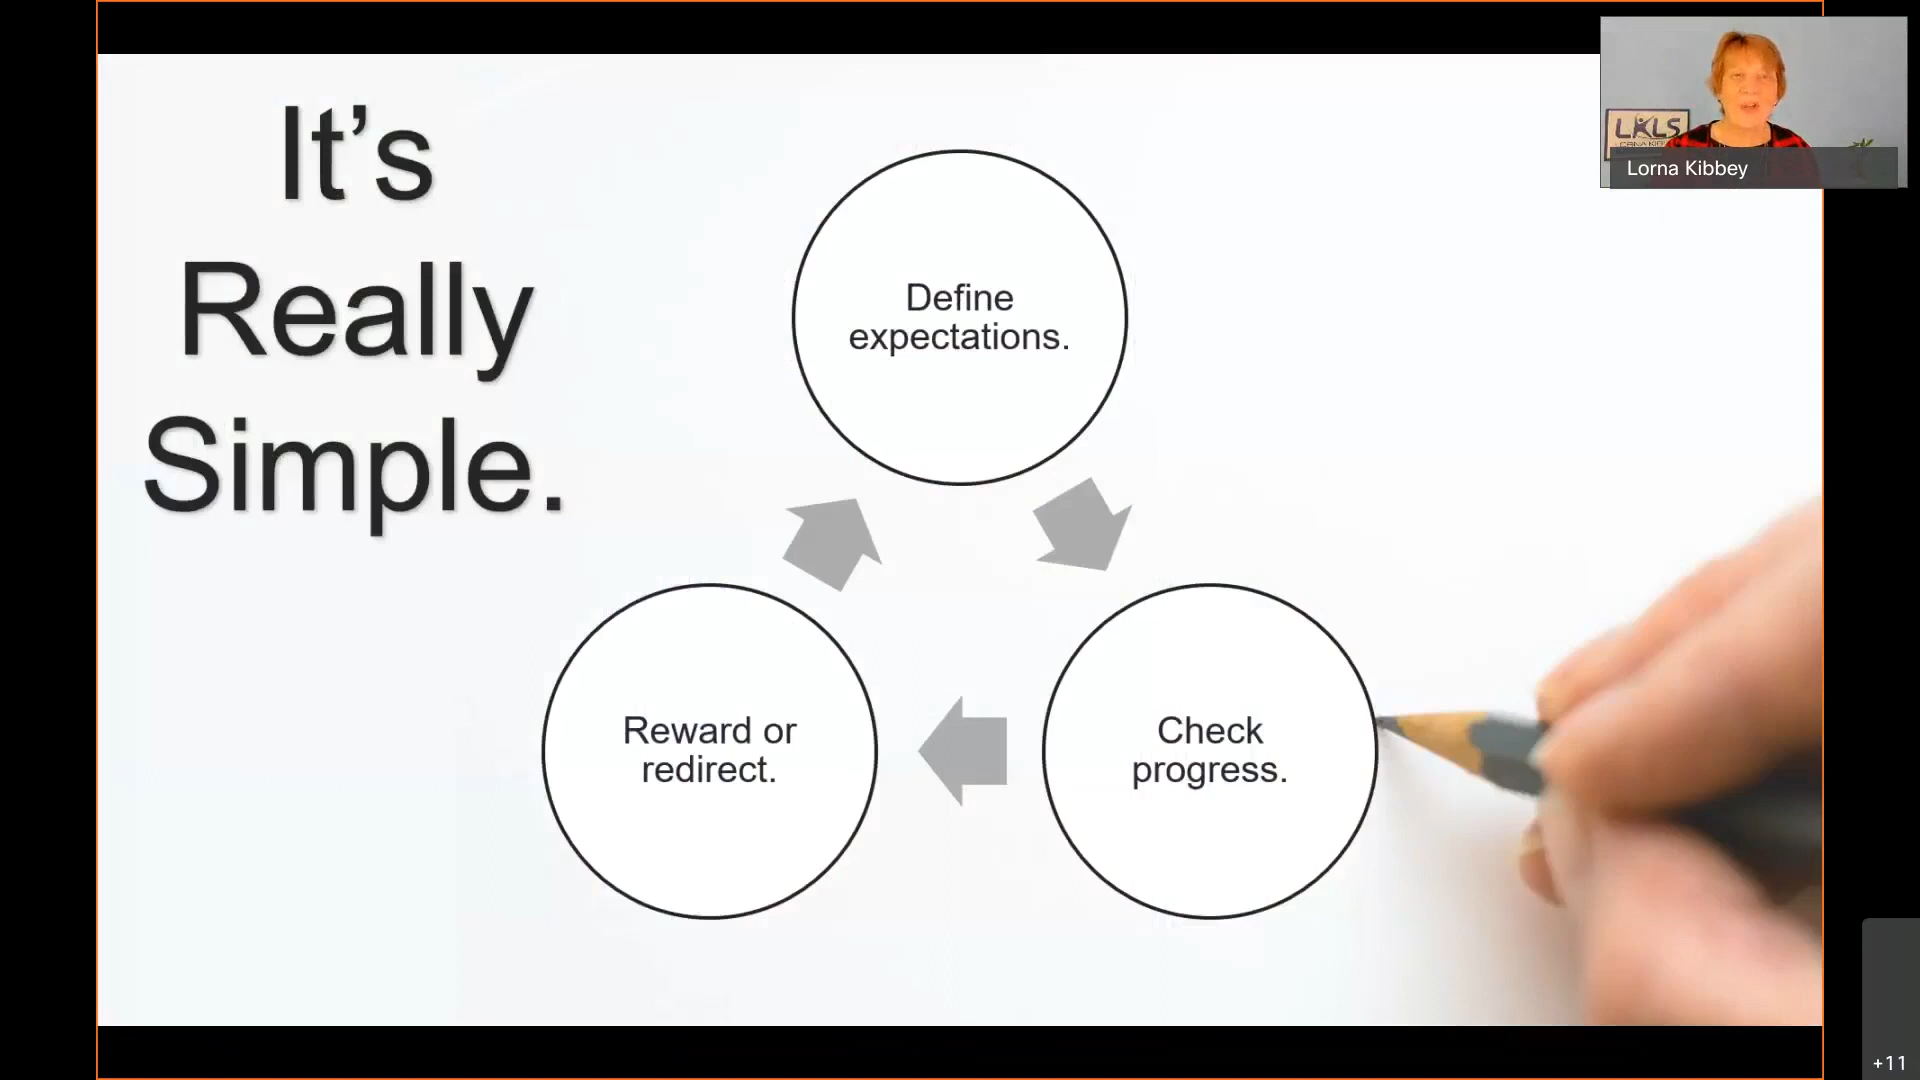 It’s
Really
Simple.
Define
expectations.
Check
progress.
Reward or
redirect.
LKLS
Lorna Kibbey
+11